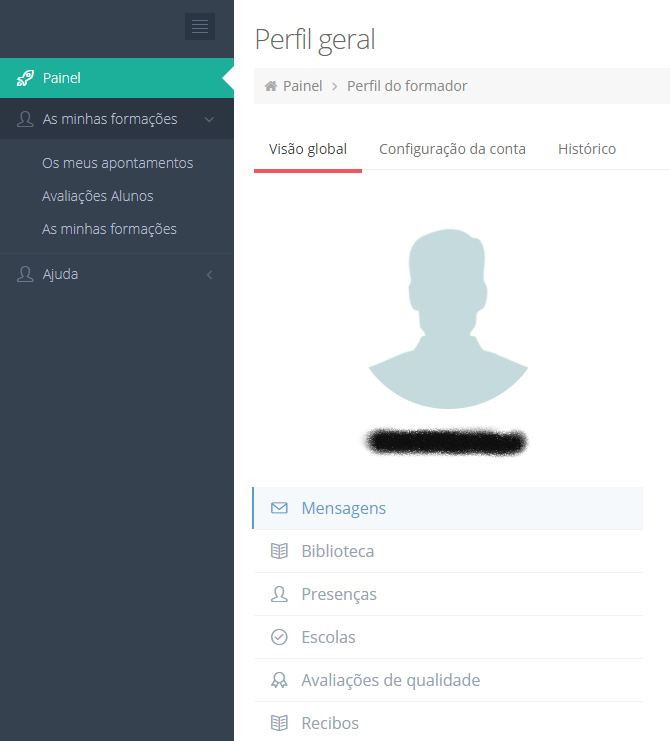 Perfil geral
Painel
Painel > Perfil do formador
As minhas formações
Os meus apontamentos
Avaliações Alunos
As minhas formações
Ajuda
Visão global
Configuração da conta
Histórico
Mensagens
Biblioteca
Presenças
Escolas
Avaliações de qualidade
Recibos